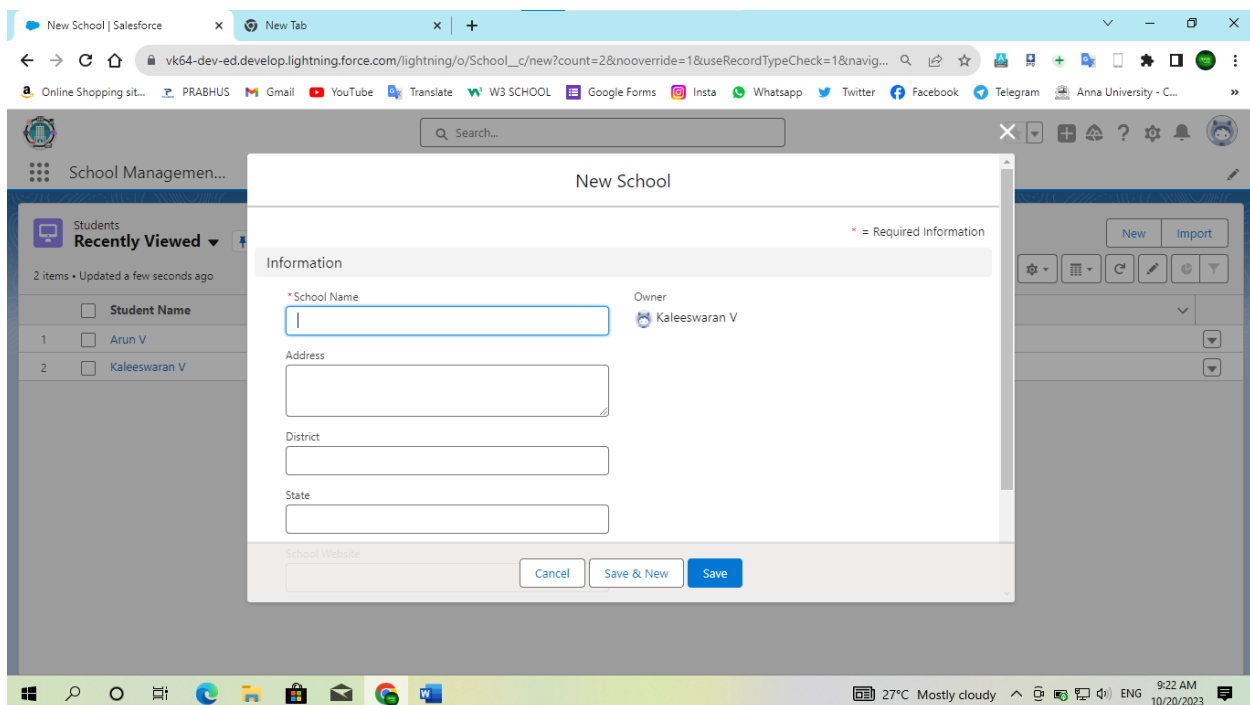 New School | Salesforce
New Tab
vk64-dev-ed.develop.lightning.force.com/lightning/o/School__c/new?count=2&nooverride=1&useRecordTypeCheck=1&navig...
Online Shopping sit... PRABHUS Gmail YouTube Translate W3 SCHOOL Google Forms Insta Whatsapp Twitter Facebook Telegram Anna University - C... »
Search...
School Managemen...
New School
Students
Recently Viewed
New Import
* = Required Information
2 items • Updated a few seconds ago
Information
Student Name
1 Arun V
2 Kaleeswaran V
*School Name
Owner
Kaleeswaran V
Address
District
State
School Website
Cancel Save & New Save
27°C Mostly cloudy ENG 9:22 AM
10/20/2023